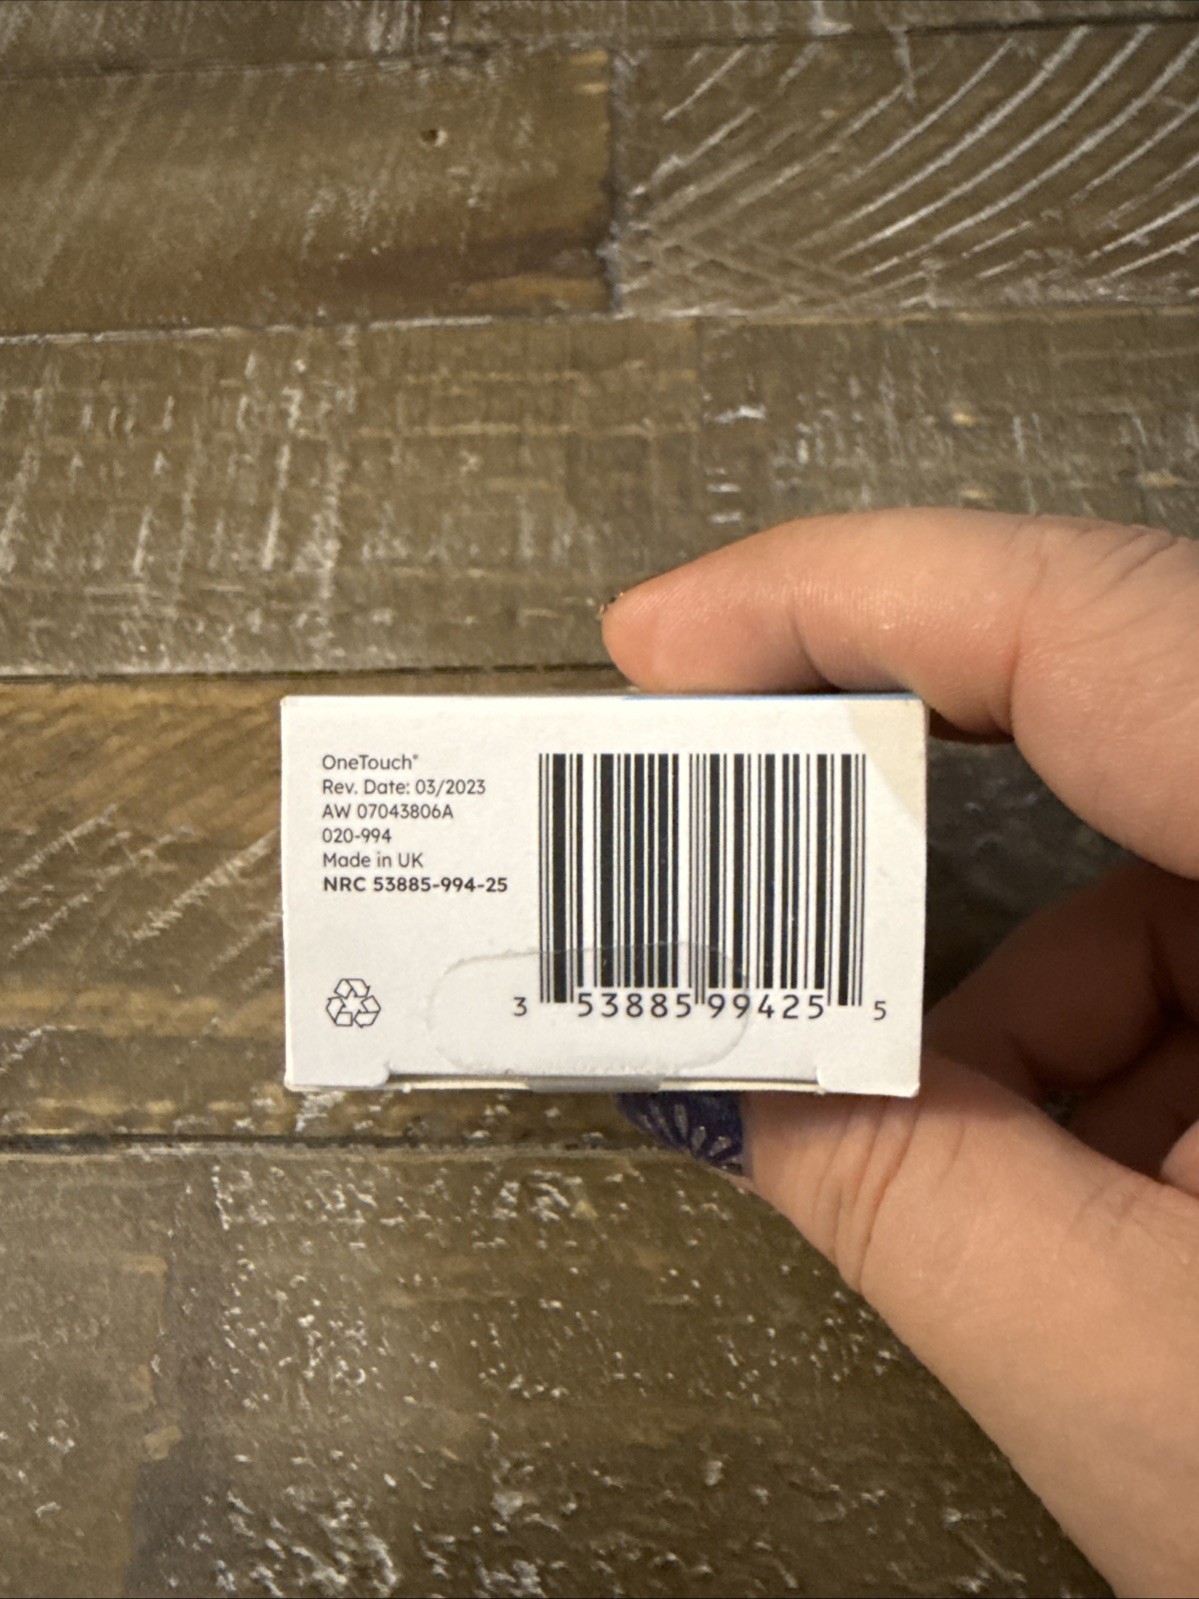 OneTouch®
Rev. Date: 03/2023
AW 07043806A
020-994
Made in UK
NRC 53885-994-25
3 53885 99425 5